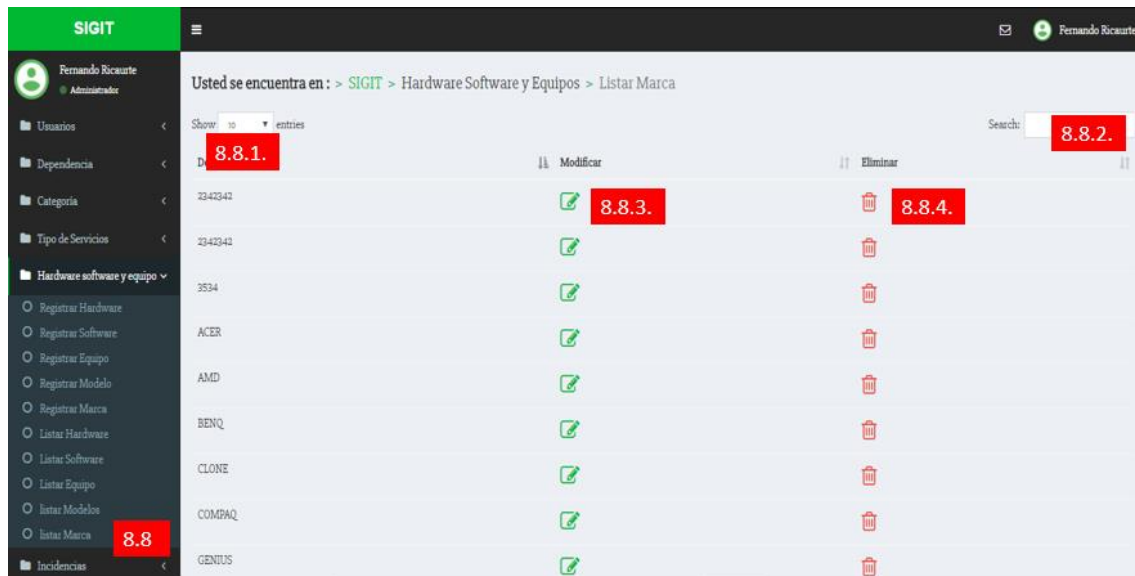 SIGIT
Fernando Ricaurte
Fernando Ricaurte
Administrador
Usuarios
Dependencia
Categoría
Tipo de Servicios
Hardware software y equipo
Registrar Hardware
Registrar Software
Registrar Equipo
Registrar Modelo
Registrar Marca
Listar Hardware
Listar Software
Listar Equipo
listar Modelos
listar Marca
8.8
Incidencias
Usted se encuentra en : > SIGIT > Hardware Software y Equipos > Listar Marca
Show 10 entries
Search:
8.8.1.
8.8.2.
Modificar
Eliminar
2342342
8.8.3.
8.8.4.
2342342
3534
ACER
AMD
BENQ
CLONE
COMPAQ
GENIUS